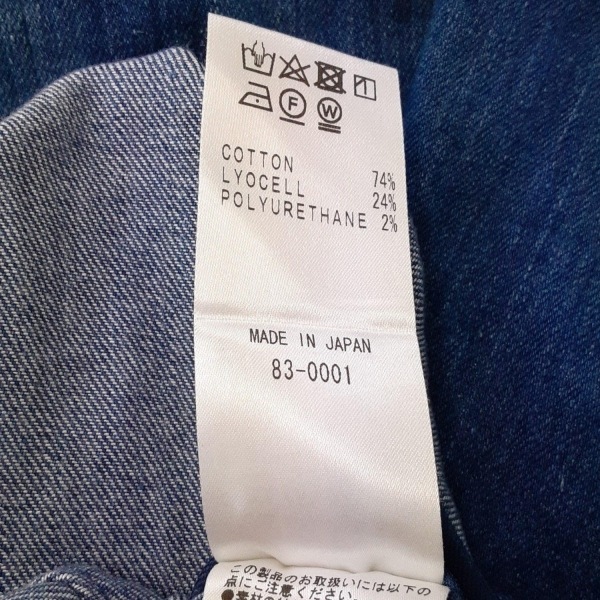 F W
COTTON 74%
LYOCELL 24%
POLYURETHANE 2%
MADE IN JAPAN
83-0001
この製品のお取扱いには以下の
点にご注意ください